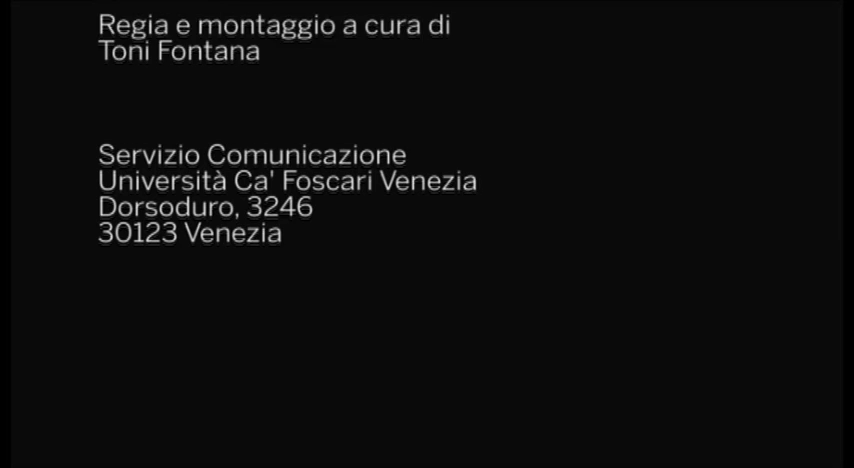 Regia e montaggio a cura di
Toni Fontana
Servizio Comunicazione
Università Ca' Foscari Venezia
Dorsoduro, 3246
30123 Venezia